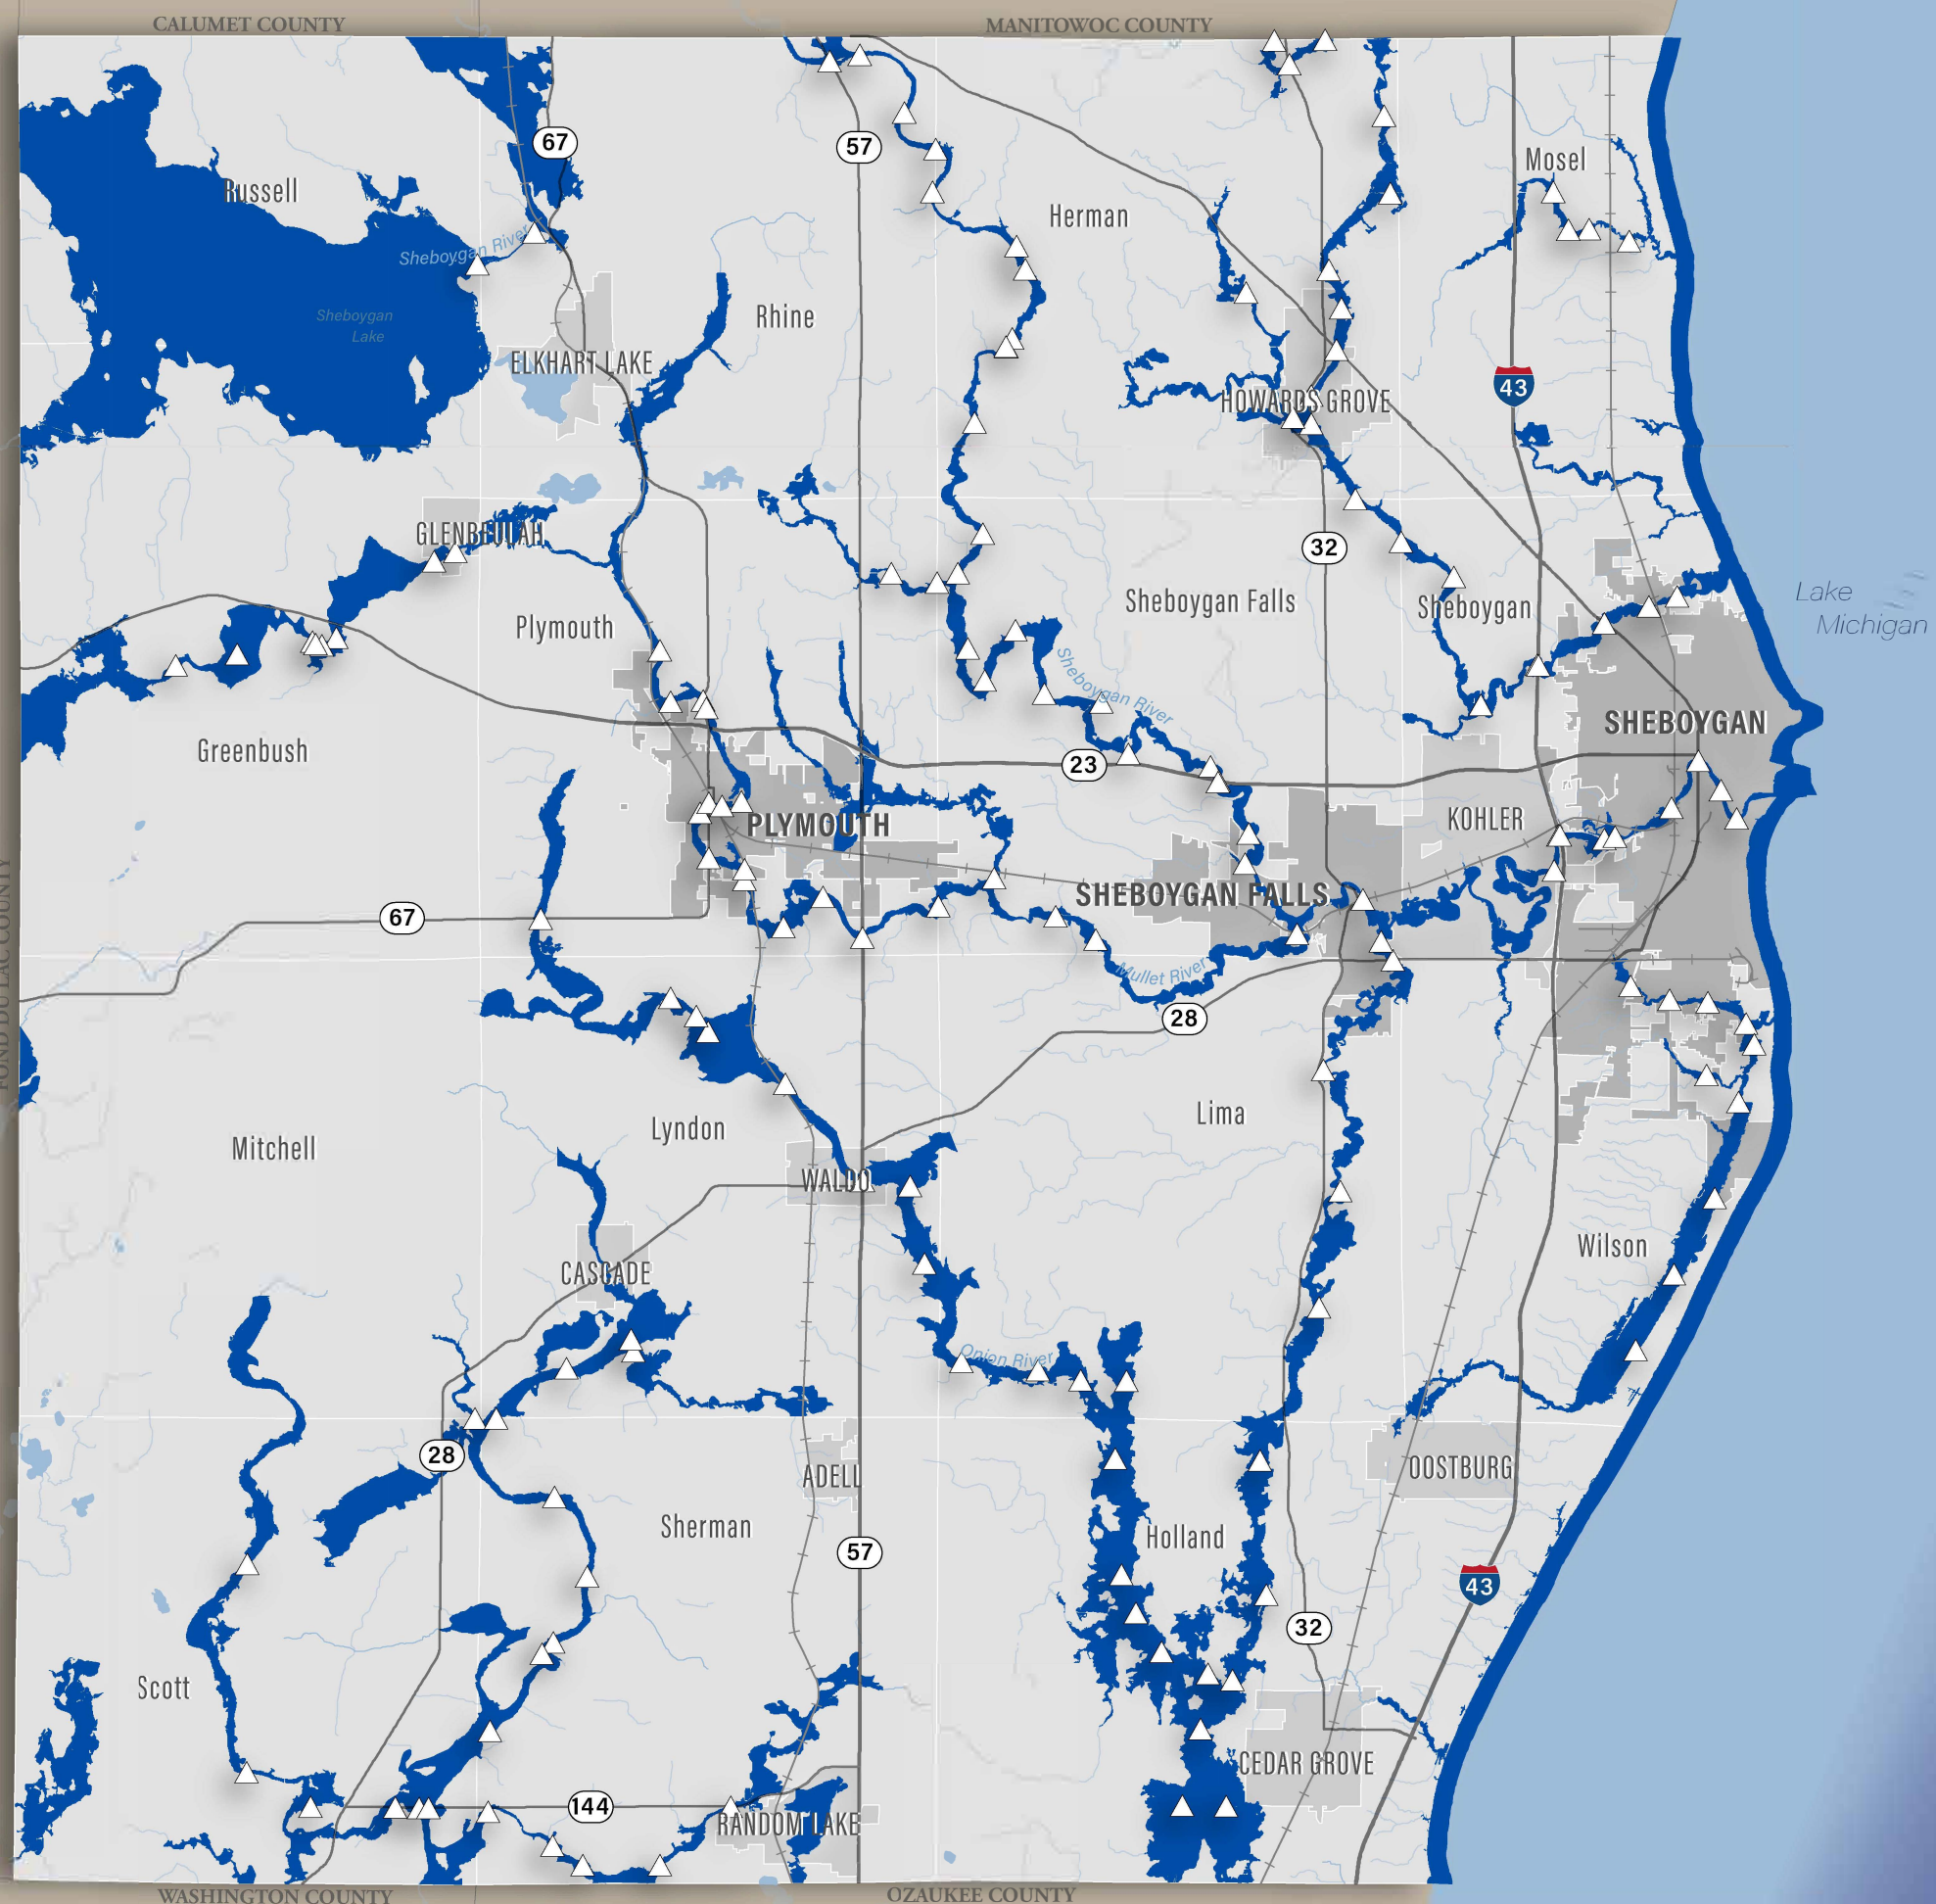 CALUMET COUNTY
MANITOWOC COUNTY
67
57
Mosel
Russell
Herman
Sheboygan River
Sheboygan
Lake
Rhine
ELKHART LAKE
43
HOWARDS GROVE
GLENBEULAH
32
Lake
Michigan
Sheboygan Falls
Sheboygan
Plymouth
Sheboygan River
SHEBOYGAN
Greenbush
23
KOHLER
PLYMOUTH
SHEBOYGAN FALLS
67
FOND DU LAC COUNTY
Mullet River
28
Lima
Lyndon
Mitchell
WALDO
Wilson
CASCADE
Onion River
28
ADELL
OOSTBURG
Sherman
Holland
57
43
32
Scott
CEDAR GROVE
144
RANDOM LAKE
WASHINGTON COUNTY
OZAUKEE COUNTY